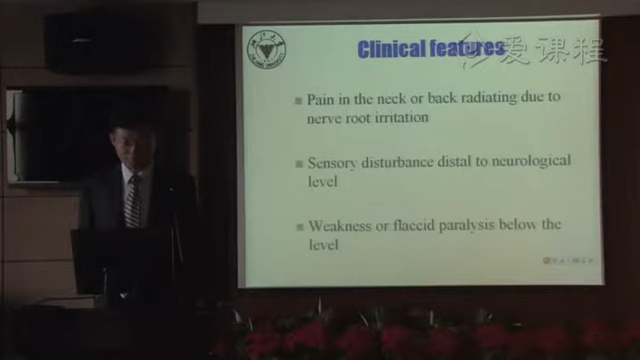 Clinical features
爱课程
Pain in the neck or back radiating due to
nerve root irritation
Sensory disturbance distal to neurological
level
Weakness or flaccid paralysis below the
level